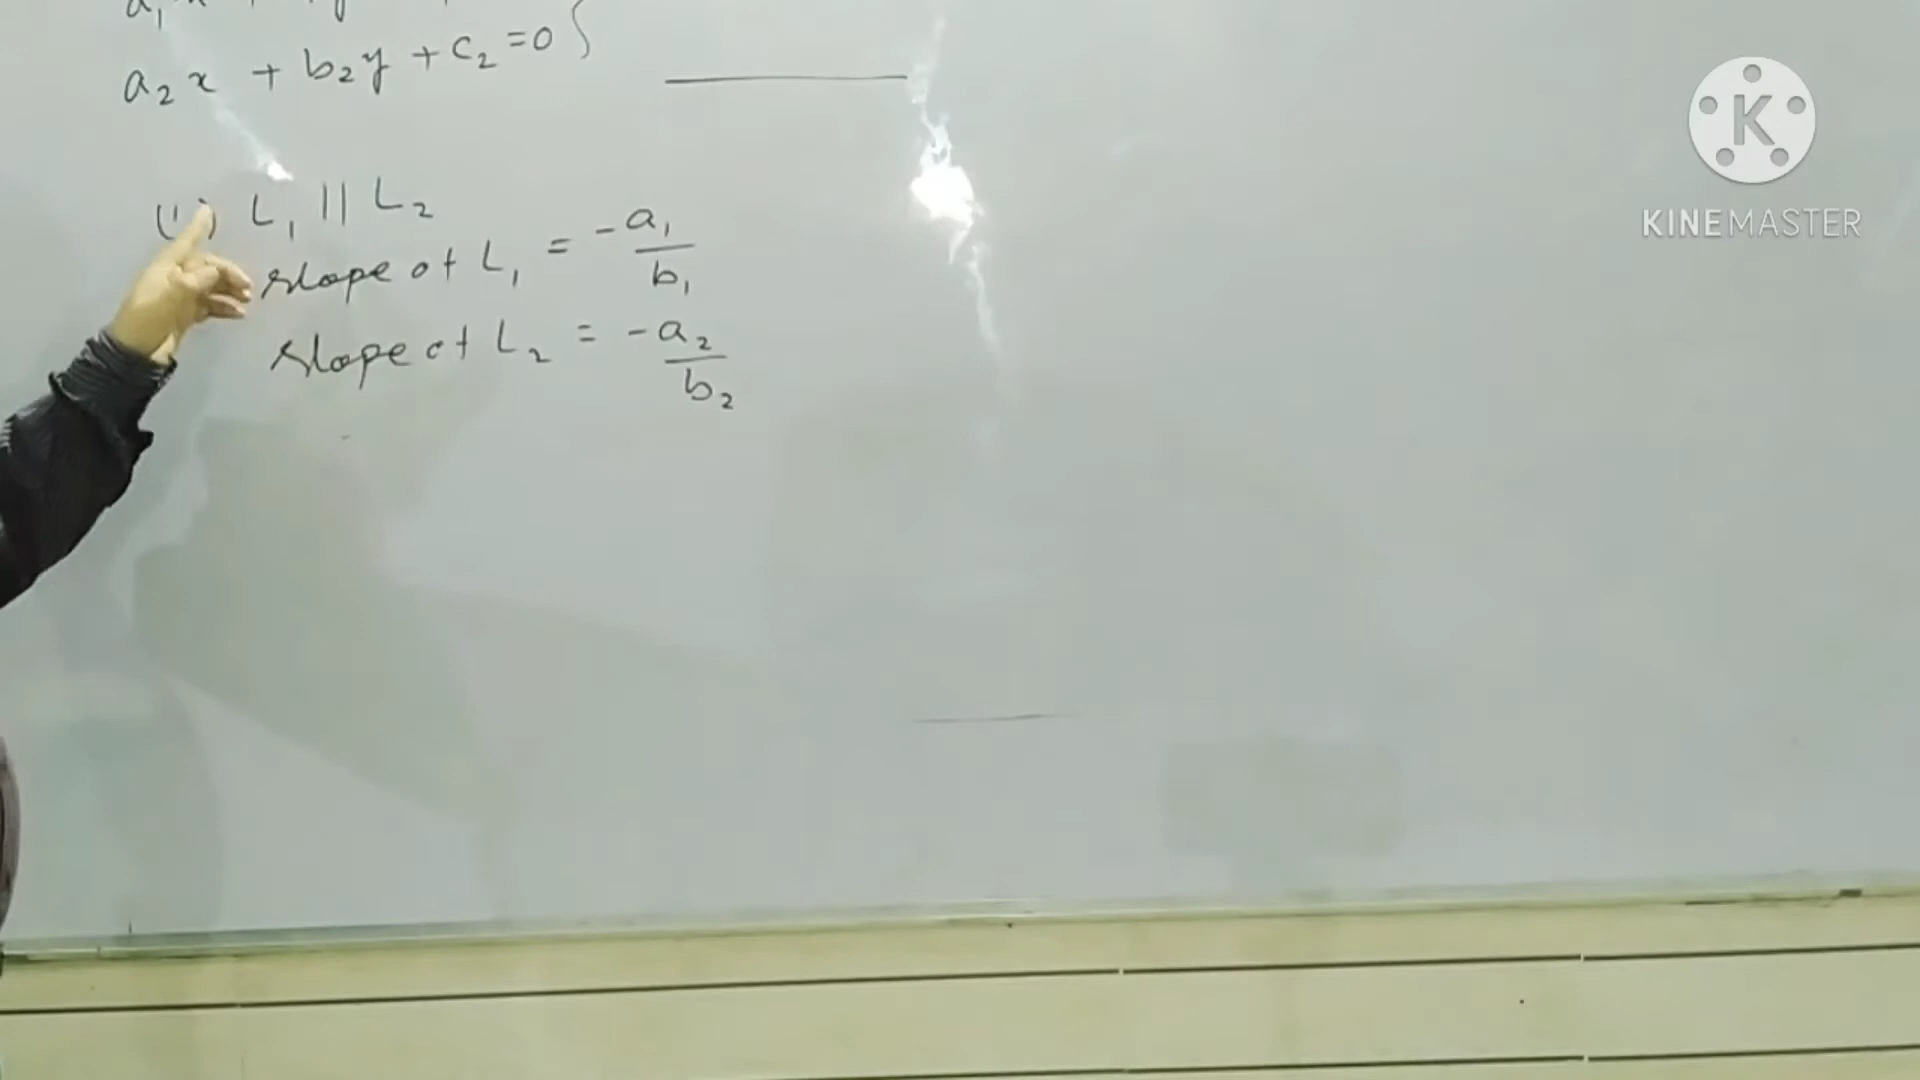 a₂x + b₂y + c₂ = 0 }
L₁ || L₂
slope of L₁ = -a₁/b₁
slope of L₂ = -a₂/b₂
K
KINEMASTER